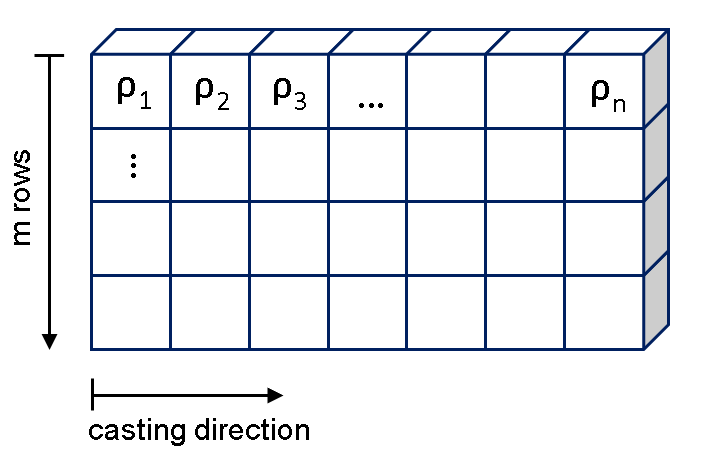 ρ1 ρ2 ρ3 ... ρn
⋮
m rows
casting direction